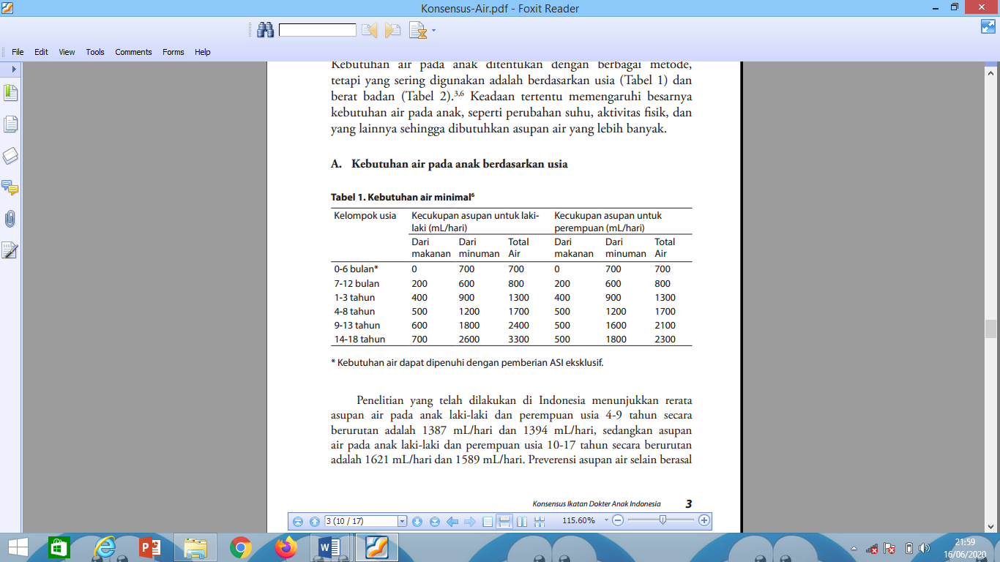 Konsensus-Air.pdf - Foxit Reader
File Edit View Tools Comments Forms Help
Kebutuhan air pada anak ditentukan dengan berbagai metode,
tetapi yang sering digunakan adalah berdasarkan usia (Tabel 1) dan
berat badan (Tabel 2).3,6 Keadaan tertentu memengaruhi besarnya
kebutuhan air pada anak, seperti perubahan suhu, aktivitas fisik, dan
yang lainnya sehingga dibutuhkan asupan air yang lebih banyak.
A. Kebutuhan air pada anak berdasarkan usia
Tabel 1. Kebutuhan air minimal6
Kelompok usia Kecukupan asupan untuk laki- Kecukupan asupan untuk
laki (mL/hari) perempuan (mL/hari)
Dari Dari Total Dari Dari Total
makanan minuman Air makanan minuman Air
0-6 bulan* 0 700 700 0 700 700
7-12 bulan 200 600 800 200 600 800
1-3 tahun 400 900 1300 400 900 1300
4-8 tahun 500 1200 1700 500 1200 1700
9-13 tahun 600 1800 2400 500 1600 2100
14-18 tahun 700 2600 3300 500 1800 2300
* Kebutuhan air dapat dipenuhi dengan pemberian ASI eksklusif.
Penelitian yang telah dilakukan di Indonesia menunjukkan rerata
asupan air pada anak laki-laki dan perempuan usia 4-9 tahun secara
berurutan adalah 1387 mL/hari dan 1394 mL/hari, sedangkan asupan
air pada anak laki-laki dan perempuan usia 10-17 tahun secara berurutan
adalah 1621 mL/hari dan 1589 mL/hari. Preverensi asupan air selain berasal
Konsensus Ikatan Dokter Anak Indonesia 3
3 (10 / 17) 115.60%
21:59
16/06/2020